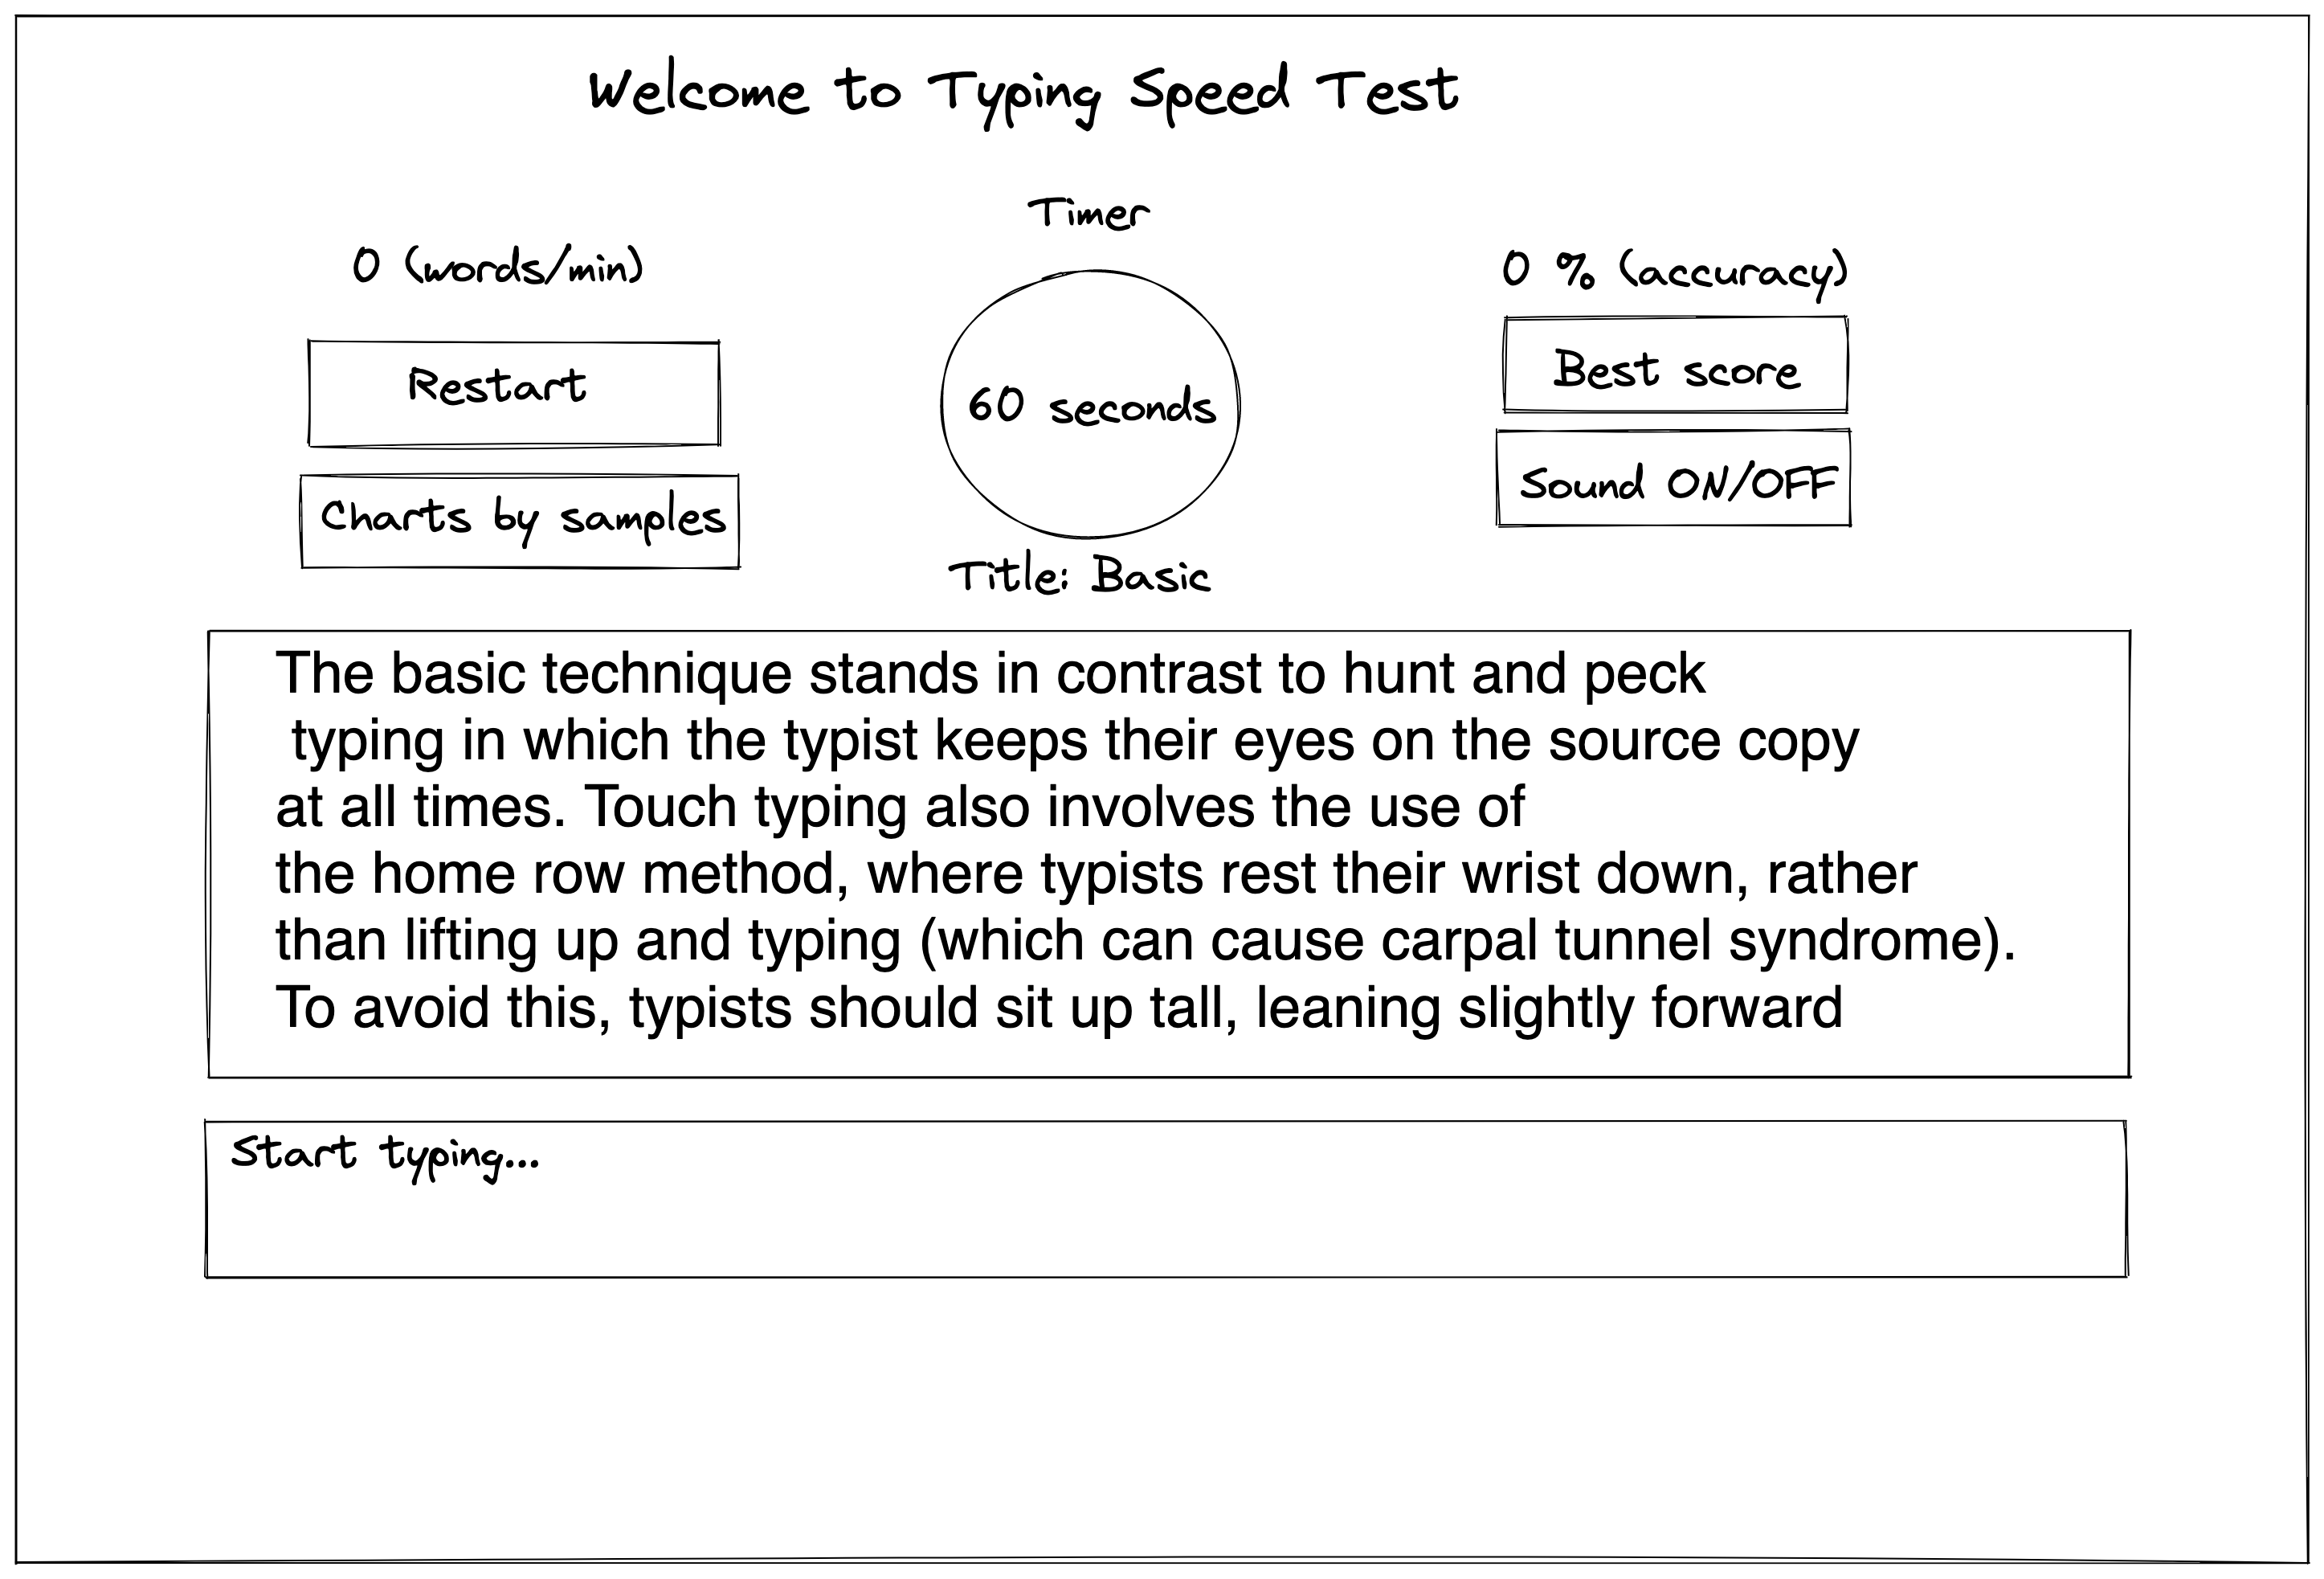 Welcome to Typing Speed Test
Timer
0 (words/min)
0 % (accuracy)
Restart
60 seconds
Best score
Charts by samples
Sound ON/OFF
Title: Basic
The basic technique stands in contrast to hunt and peck
typing in which the typist keeps their eyes on the source copy
at all times. Touch typing also involves the use of
the home row method, where typists rest their wrist down, rather
than lifting up and typing (which can cause carpal tunnel syndrome).
To avoid this, typists should sit up tall, leaning slightly forward
Start typing...